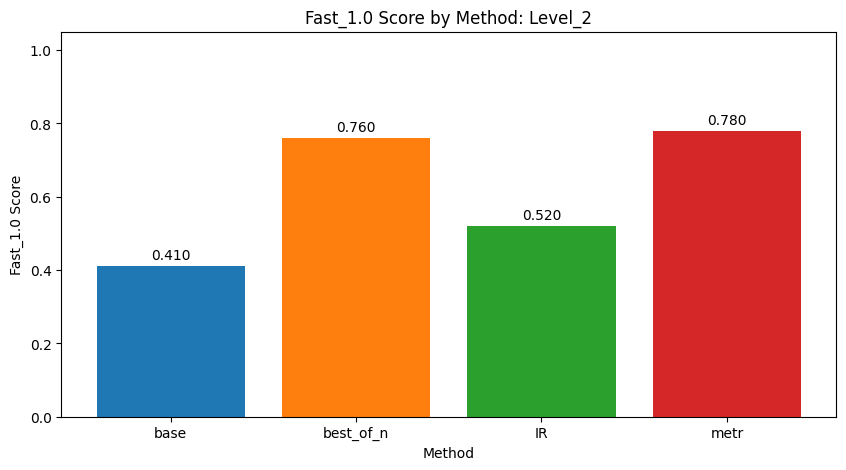 Fast_1.0 Score by Method: Level_2
Fast_1.0 Score
1.0
0.8
0.6
0.4
0.2
0.0
0.410
0.760
0.520
0.780
base
best_of_n
IR
metr
Method